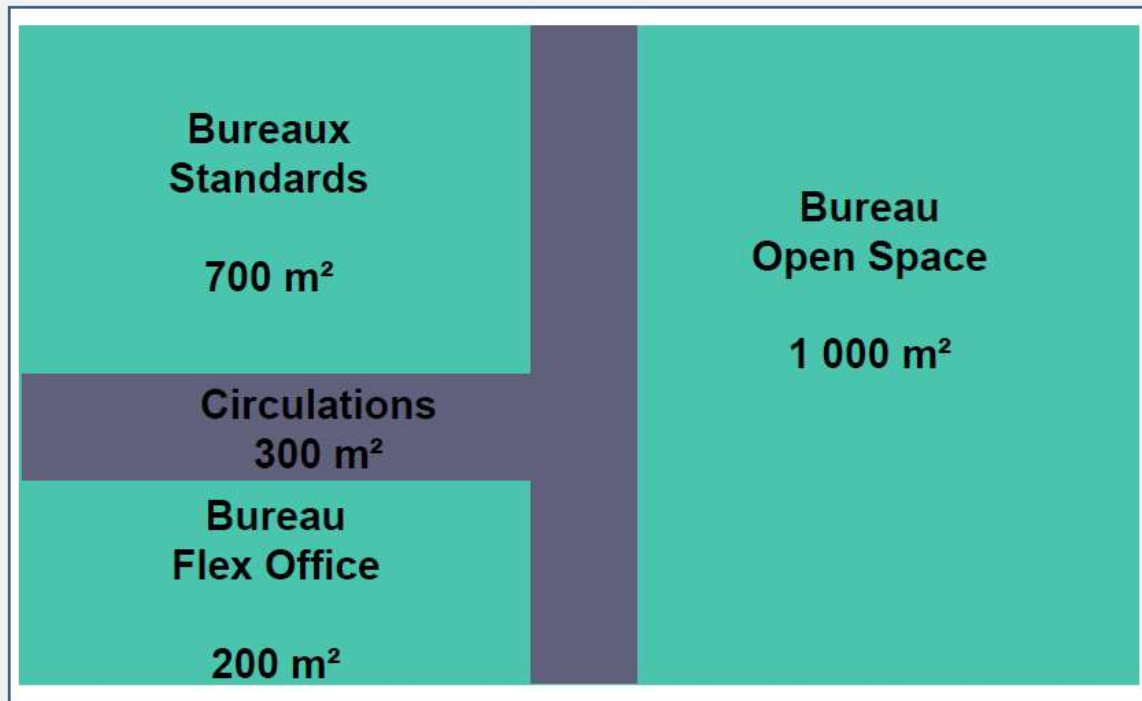 Bureaux
Standards
700 m²
Circulations
300 m²
Bureau
Flex Office
200 m²
Bureau
Open Space
1 000 m²